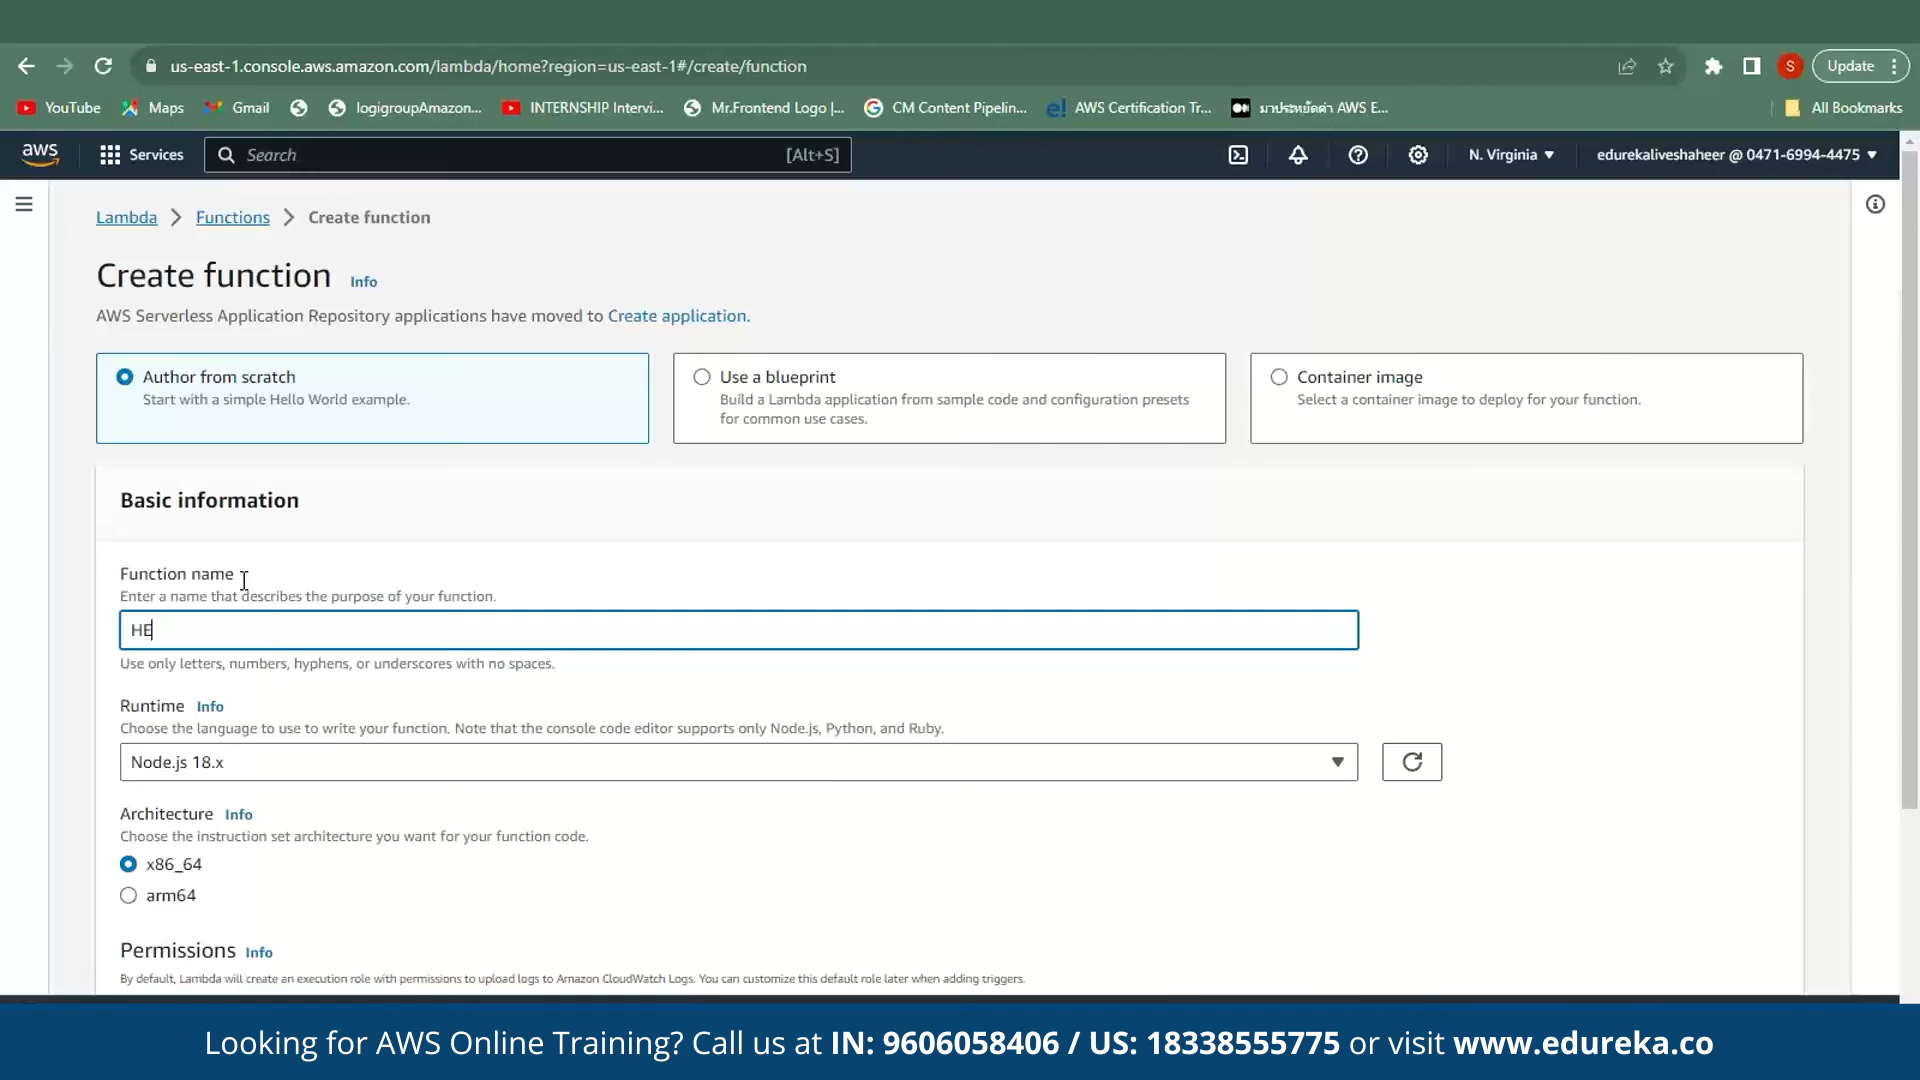 us-east-1.console.aws.amazon.com/lambda/home?region=us-east-1#/create/function
S
Update
YouTube
Maps
Gmail
logigroupAmazon...
INTERNSHIP Intervi...
Mr.Frontend Logo |...
CM Content Pipelin...
e!
AWS Certification Tr...
มาประหยัดค่า AWS E...
All Bookmarks
aws
Services
Search
[Alt+S]
N. Virginia
edurekaliveshaheer @ 0471-6994-4475
Lambda
Functions
Create function
Create function Info
AWS Serverless Application Repository applications have moved to Create application.
Author from scratch
Start with a simple Hello World example.
Use a blueprint
Build a Lambda application from sample code and configuration presets
for common use cases.
Container image
Select a container image to deploy for your function.
Basic information
Function name
Enter a name that describes the purpose of your function.
HE
Use only letters, numbers, hyphens, or underscores with no spaces.
Runtime Info
Choose the language to use to write your function. Note that the console code editor supports only Node.js, Python, and Ruby.
Node.js 18.x
Architecture Info
Choose the instruction set architecture you want for your function code.
x86_64
arm64
Permissions Info
By default, Lambda will create an execution role with permissions to upload logs to Amazon CloudWatch Logs. You can customize this default role later when adding triggers.
Looking for AWS Online Training? Call us at IN: 9606058406 / US: 18338555775 or visit www.edureka.co